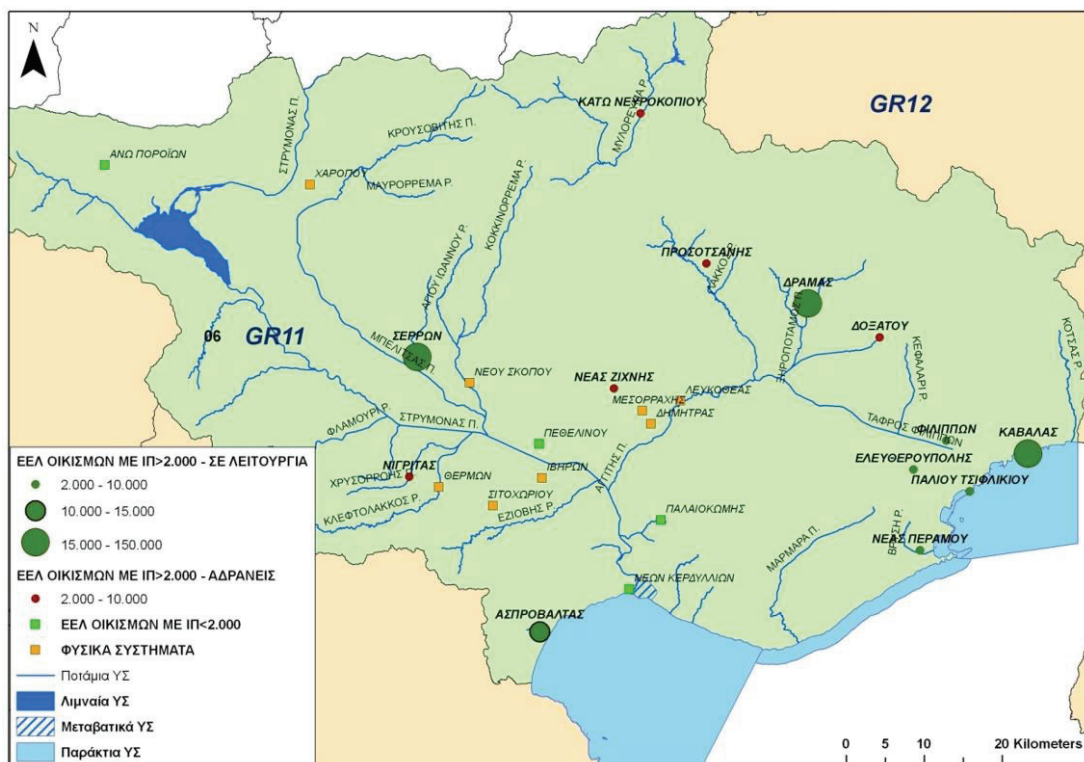 N
GR12
ΚΑΤΩ ΝΕΥΡΟΚΟΠΙΟΥ
ΜΥΛΟΡΕΥΜΑ Ρ.
ΚΡΟΥΣΟΒΙΤΗΣ Π.
ΣΤΡΥΜΟΝΑΣ Π.
ΑΝΩ ΠΟΡΟΪΩΝ
ΧΑΡΟΠΟΥ
ΜΑΥΡΟΡΡΕΜΑ Ρ.
ΚΟΚΚΙΝΟΡΡΕΜΑ Ρ.
ΑΓΙΟΥ ΙΩΑΝΝΟΥ Ρ.
ΠΡΟΣΟΤΣΑΝΗΣ
ΔΡΑΜΑΣ
ΞΗΡΟΠΟΤΑΜΟΣ Π.
ΔΟΞΑΤΟΥ
ΚΕΦΑΛΑΡΙ Ρ.
ΚΟΤΣΑΣ Ρ.
06
GR11
ΣΕΡΡΩΝ
ΜΠΕΛΙΤΣΑΣ Π.
ΝΕΟΥ ΣΚΟΠΟΥ
ΝΕΑΣ ΖΙΧΝΗΣ
ΛΕΥΚΟΘΕΑΣ
ΜΕΣΟΡΡΑΧΗΣ
ΔΗΜΗΤΡΑΣ
ΦΛΑΜΟΥΡΙ Ρ.
ΣΤΡΥΜΟΝΑΣ Π.
ΠΕΘΕΛΙΝΟΥ
ΤΑΦΡΟΣ ΦΙΛΙΠΠΩΝ
ΦΙΛΙΠΠΩΝ
ΚΑΒΑΛΑΣ
ΕΛΕΥΘΕΡΟΥΠΟΛΗΣ
ΠΑΛΙΟΥ ΤΣΙΦΛΙΚΙΟΥ
ΝΙΓΡΙΤΑΣ
ΧΡΥΣΟΡΡΟΗΣ Ρ.
ΘΕΡΜΩΝ
ΙΒΗΡΩΝ
ΑΓΓΙΤΗΣ Π.
ΚΛΕΦΤΟΛΑΚΚΟΣ Ρ.
ΣΙΤΟΧΩΡΙΟΥ
ΕΖΙΟΒΗΣ Ρ.
ΠΑΛΑΙΟΚΩΜΗΣ
ΜΑΡΜΑΡΑ Π.
ΒΡΑΣΗ Ρ.
ΝΕΑΣ ΠΕΡΑΜΟΥ
ΝΕΩΝ ΚΕΡΔΥΛΛΙΩΝ
ΑΣΠΡΟΒΑΛΤΑΣ
ΕΕΛ ΟΙΚΙΣΜΩΝ ΜΕ ΙΠ>2.000 - ΣΕ ΛΕΙΤΟΥΡΓΙΑ
2.000 - 10.000
10.000 - 15.000
15.000 - 150.000
ΕΕΛ ΟΙΚΙΣΜΩΝ ΜΕ ΙΠ>2.000 - ΑΔΡΑΝΕΙΣ
2.000 - 10.000
ΕΕΛ ΟΙΚΙΣΜΩΝ ΜΕ ΙΠ<2.000
ΦΥΣΙΚΑ ΣΥΣΤΗΜΑΤΑ
Ποτάμια ΥΣ
Λιμναία ΥΣ
Μεταβατικά ΥΣ
Παράκτια ΥΣ
0 5 10 20 Kilometers